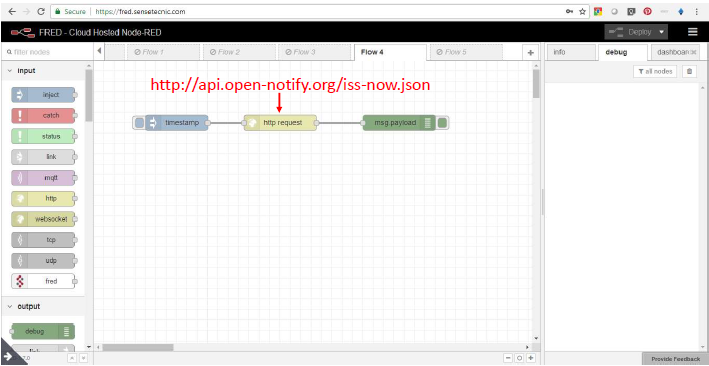 Secure https://fred.sensetecnic.com
FRED - Cloud Hosted Node-RED
Deploy
filter nodes
Flow 1
Flow 2
Flow 3
Flow 4
Flow 5
info
debug
dashboar
all nodes
input
inject
catch
status
link
mqtt
http
websocket
tcp
udp
fred
output
debug
http://api.open-notify.org/iss-now.json
timestamp
http request
msg.payload
Provide Feedback